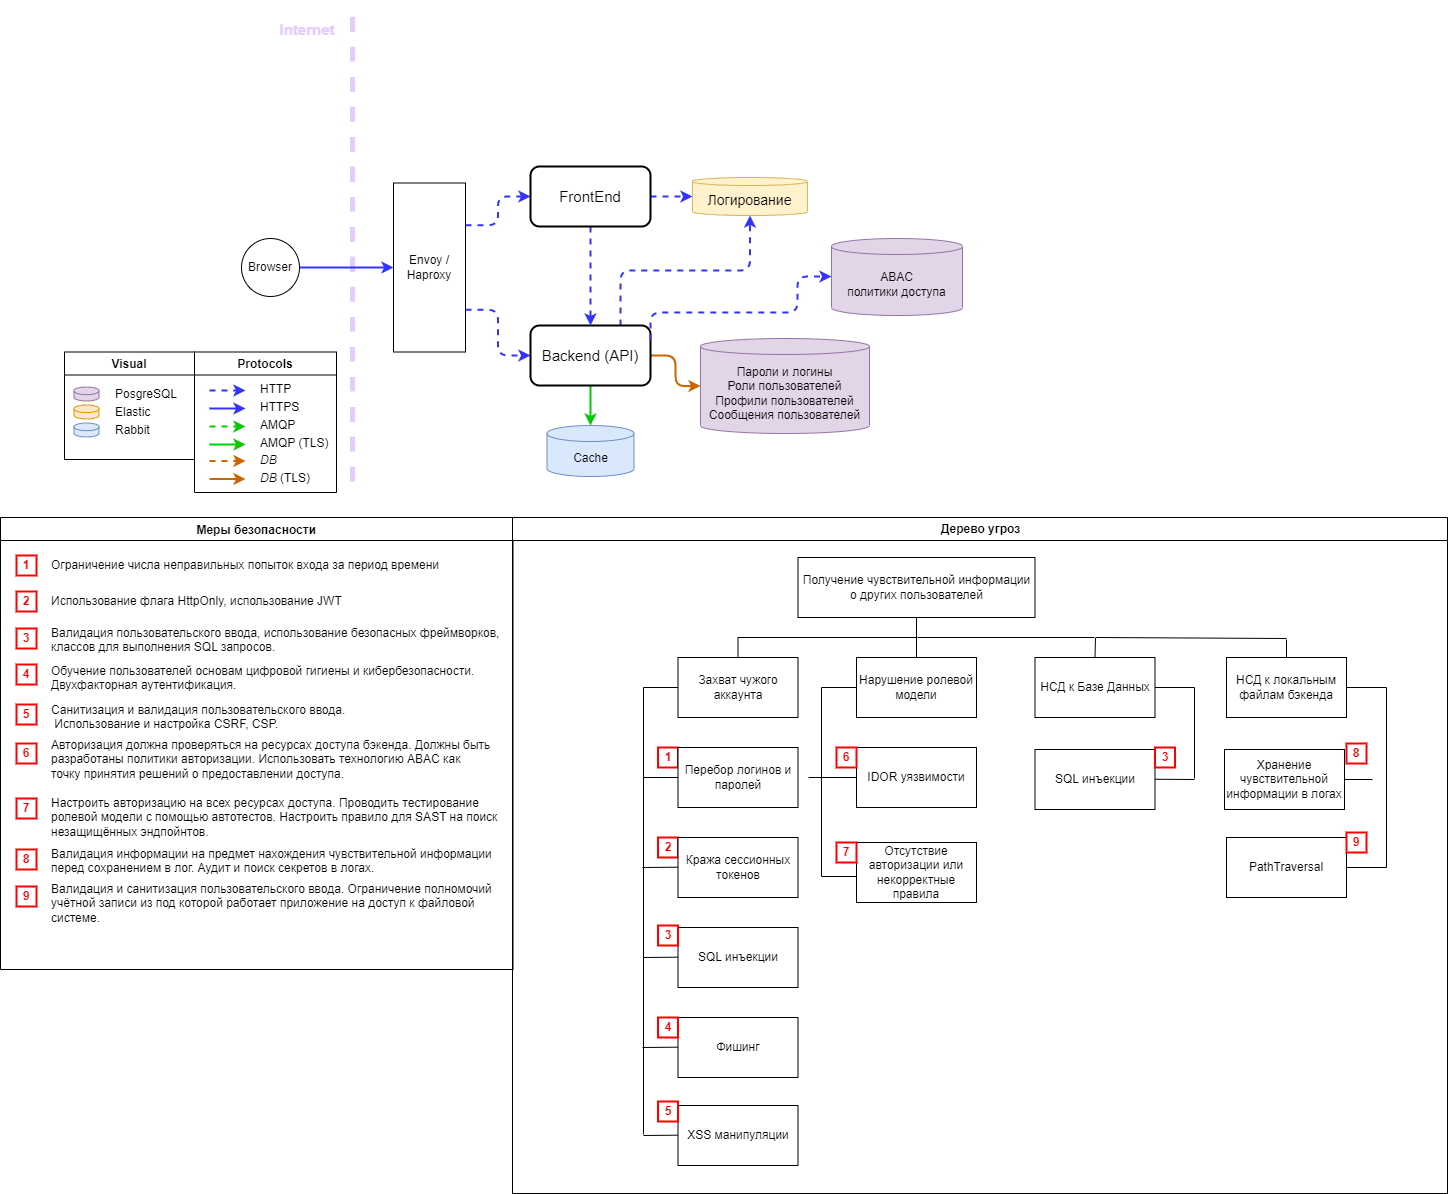 Internet
FrontEnd
Логирование
Envoy /
Haproxy
Browser
ABAC
политики доступа
Backend (API)
Пароли и логины
Роли пользователей
Профили пользователей
Сообщения пользователей
Cache
Visual
PosgreSQL
Elastic
Rabbit
Protocols
HTTP
HTTPS
AMQP
AMQP (TLS)
DB
DB (TLS)
Меры безопасности
1 Ограничение числа неправильных попыток входа за период времени
2 Использование флага HttpOnly, использование JWT
3 Валидация пользовательского ввода, использование безопасных фреймворков,
классов для выполнения SQL запросов.
4 Обучение пользователей основам цифровой гигиены и кибербезопасности.
Двухфакторная аутентификация.
5 Санитизация и валидация пользовательского ввода.
Использование и настройка CSRF, CSP.
6 Авторизация должна проверяться на ресурсах доступа бэкенда. Должны быть
разработаны политики авторизации. Использовать технологию ABAC как
точку принятия решений о предоставлении доступа.
7 Настроить авторизацию на всех ресурсах доступа. Проводить тестирование
ролевой модели с помощью автотестов. Настроить правило для SAST на поиск
незащищённых эндпойнтов.
8 Валидация информации на предмет нахождения чувствительной информации
перед сохранением в лог. Аудит и поиск секретов в логах.
9 Валидация и санитизация пользовательского ввода. Ограничение полномочий
учётной записи из под которой работает приложение на доступ к файловой
системе.
Дерево угроз
Получение чувствительной информации
о других пользователей
Захват чужого
аккаунта
1
Перебор логинов и
паролей
2
Кража сессионных
токенов
3
SQL инъекции
4
Фишинг
5
XSS манипуляции
Нарушение ролевой
модели
6
IDOR уязвимости
7
Отсутствие
авторизации или
некорректные
правила
НСД к Базе Данных
3
SQL инъекции
НСД к локальным
файлам бэкенда
8
Хранение
чувствительной
информации в логах
9
PathTraversal